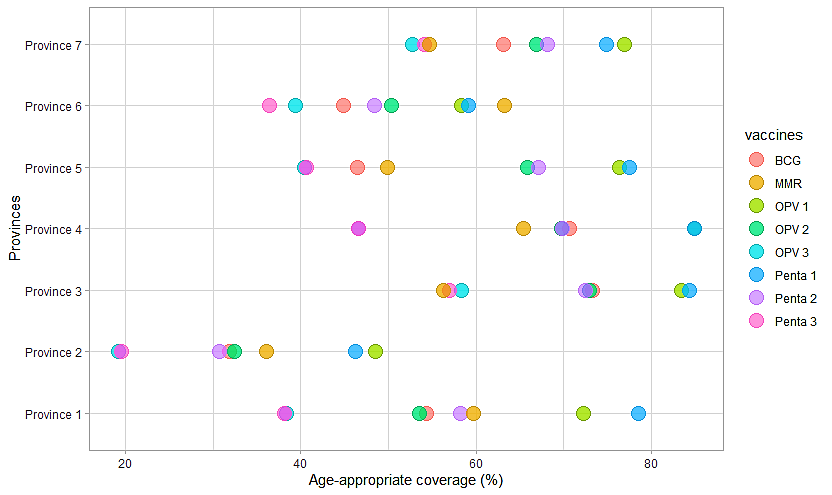 Province 7
Province 6
Province 5
Province 4
Province 3
Province 2
Province 1
Provinces
20 40 60 80
Age-appropriate coverage (%)
vaccines
BCG
MMR
OPV 1
OPV 2
OPV 3
Penta 1
Penta 2
Penta 3